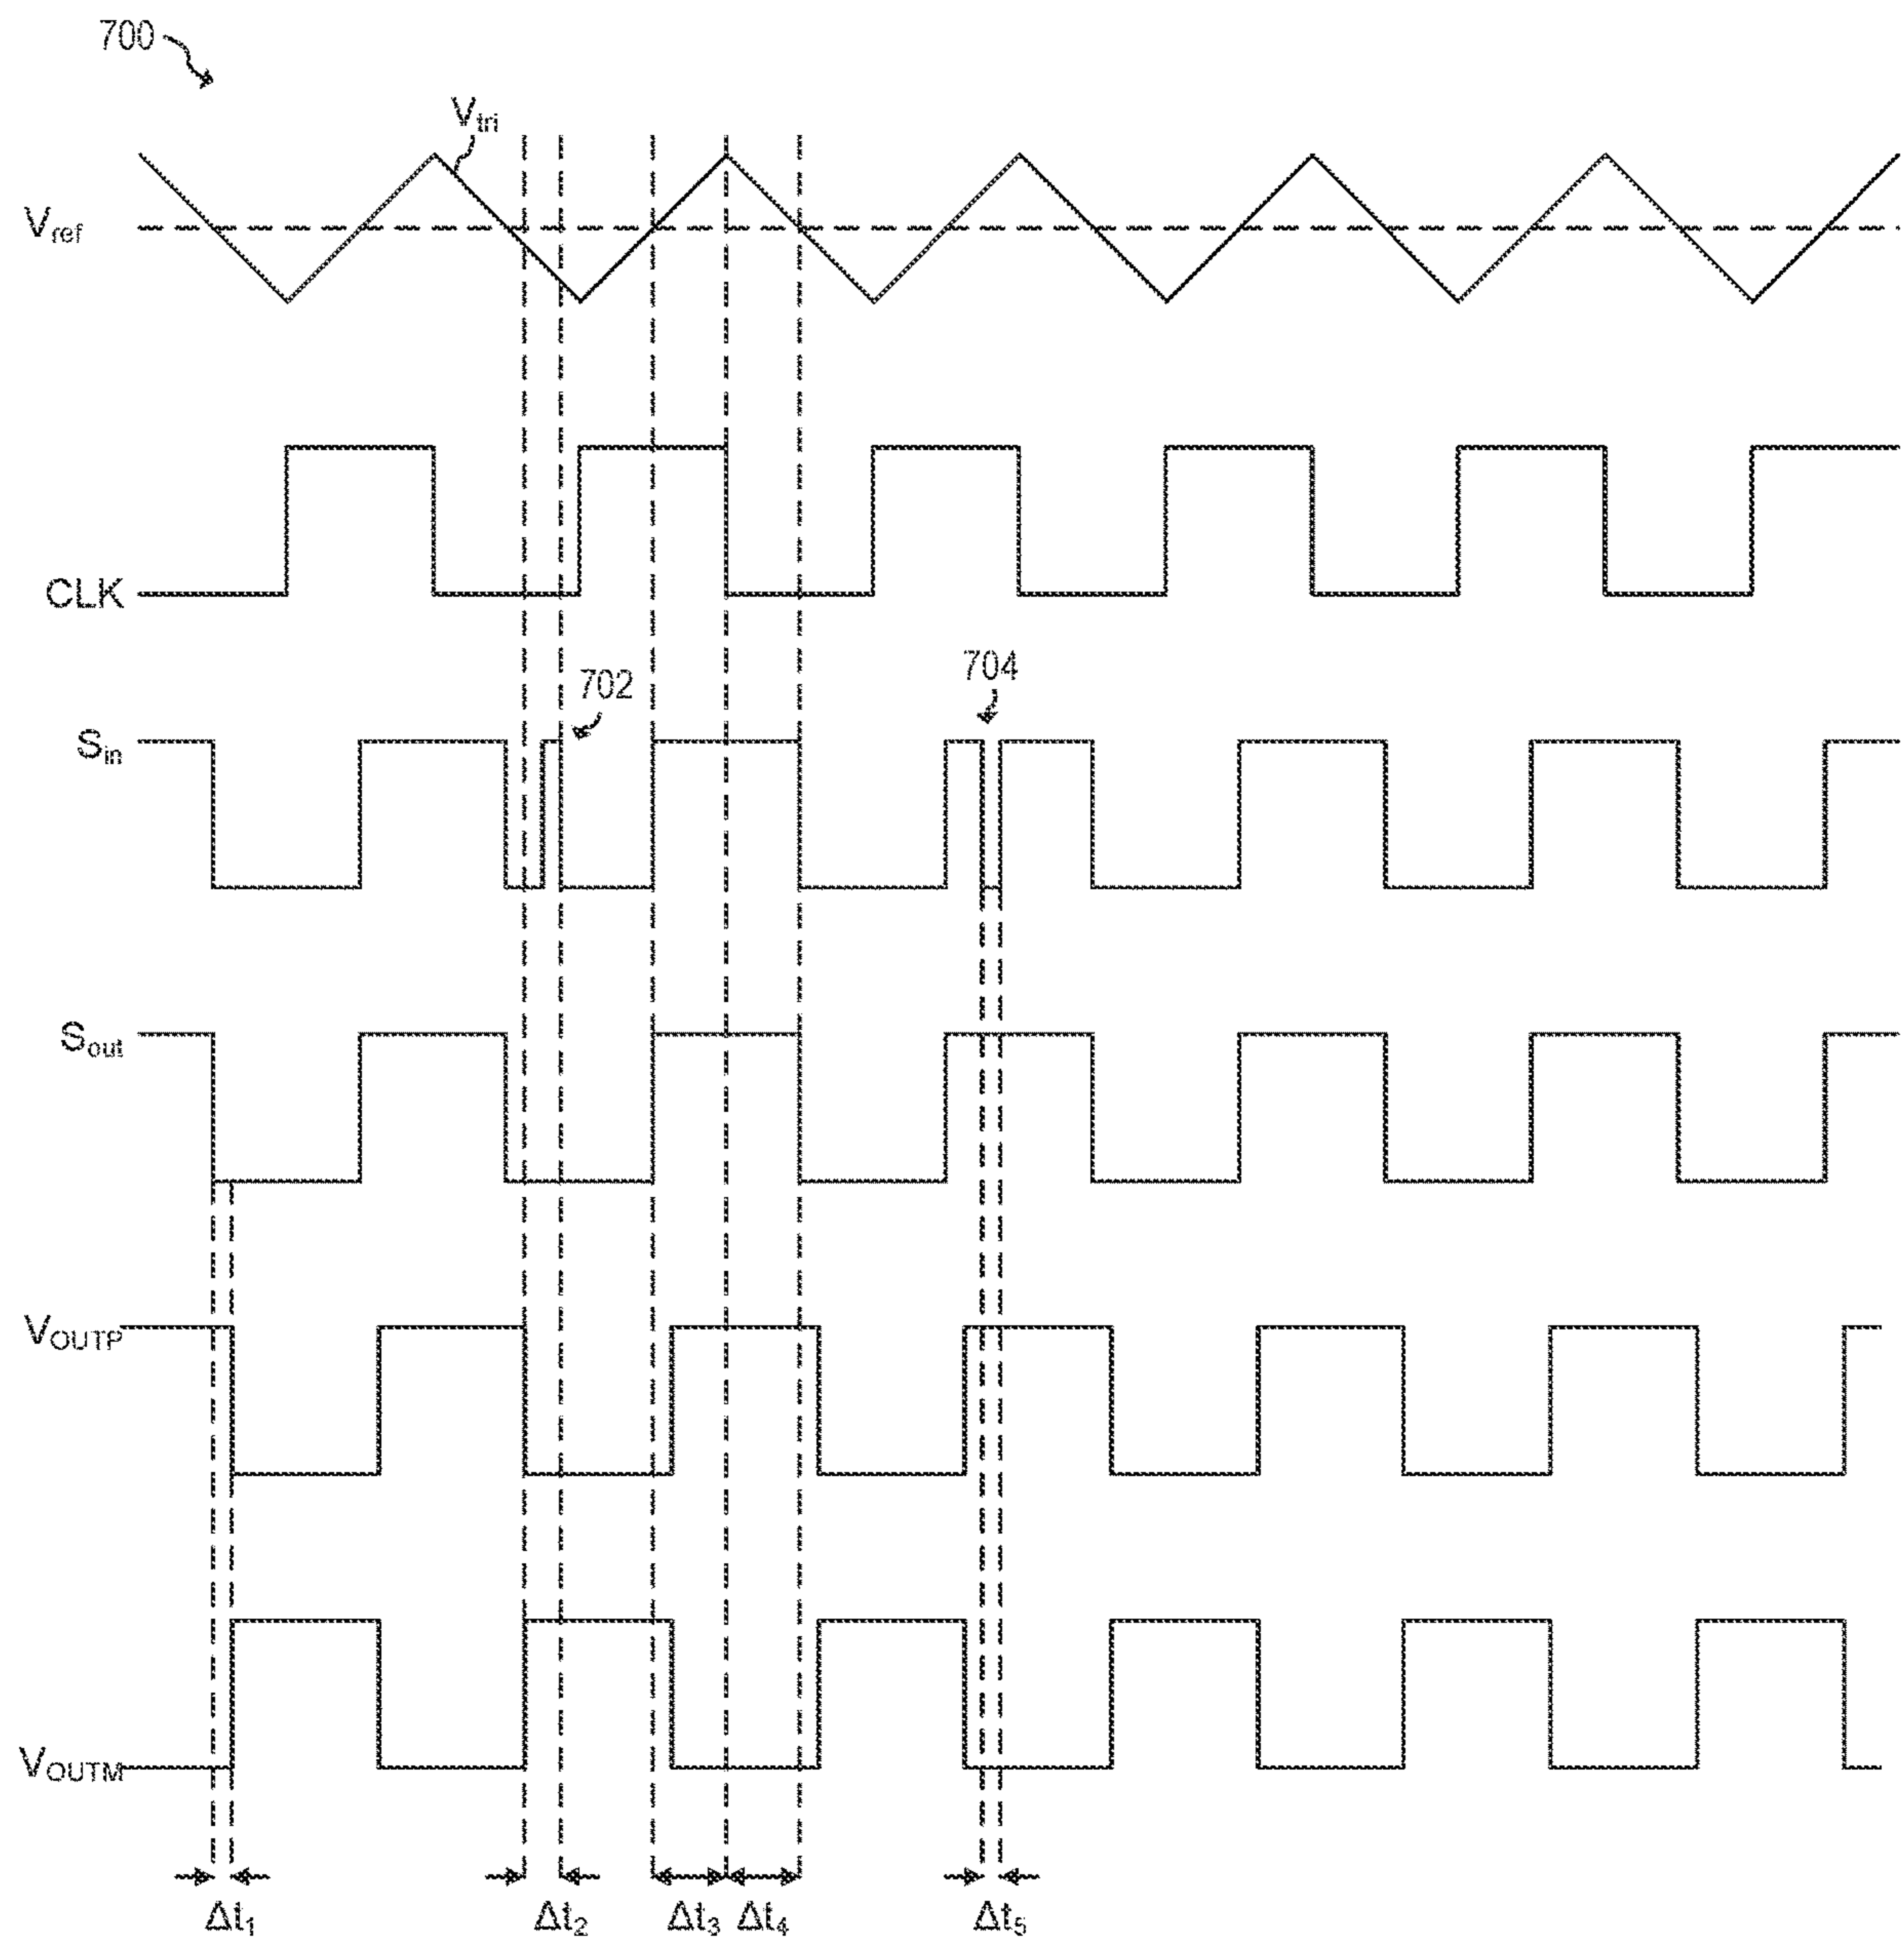 700
Vtri
Vref
CLK
702
704
Sin
Sout
VOUTP
VOUTM
Δt1
Δt2
Δt3
Δt4
Δt5